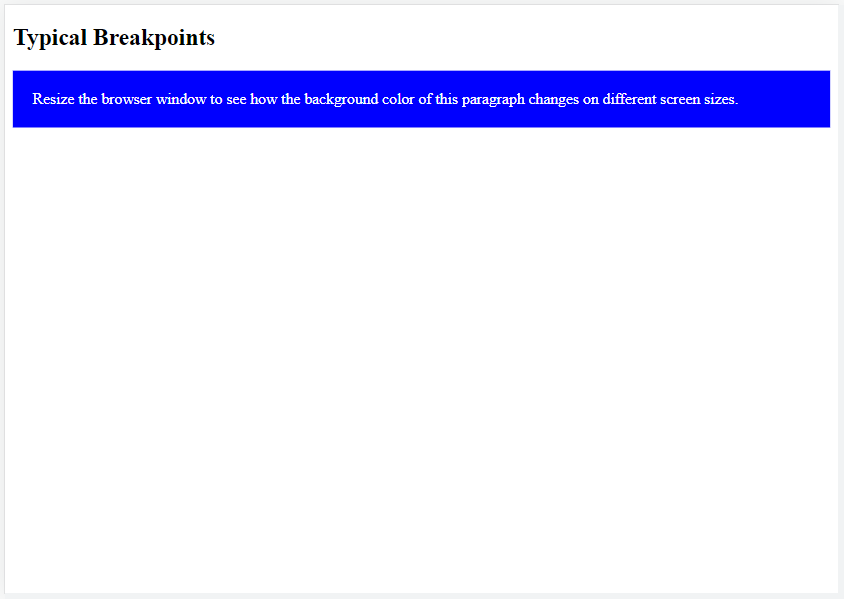 Typical Breakpoints
Resize the browser window to see how the background color of this paragraph changes on different screen sizes.